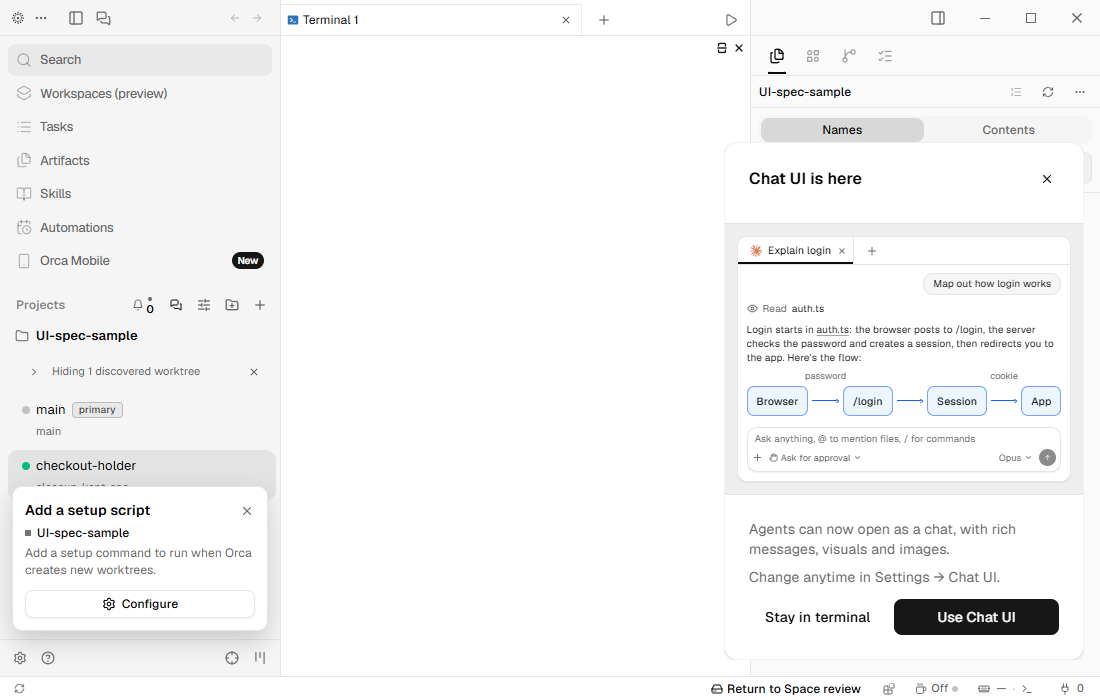 Terminal 1
Search
Workspaces (preview)
Tasks
Artifacts
Skills
Automations
Orca Mobile
New
Projects
0
UI-spec-sample
Hiding 1 discovered worktree
main
primary
main
checkout-holder
Add a setup script
UI-spec-sample
Add a setup command to run when Orca
creates new worktrees.
Configure
UI-spec-sample
Names
Contents
Chat UI is here
Explain login
Map out how login works
Read auth.ts
Login starts in auth.ts: the browser posts to /login, the server
checks the password and creates a session, then redirects you to
the app. Here's the flow:
password
cookie
Browser
/login
Session
App
Ask anything, @ to mention files, / for commands
Ask for approval
Opus
Agents can now open as a chat, with rich
messages, visuals and images.
Change anytime in Settings → Chat UI.
Stay in terminal
Use Chat UI
Return to Space review
Off
0